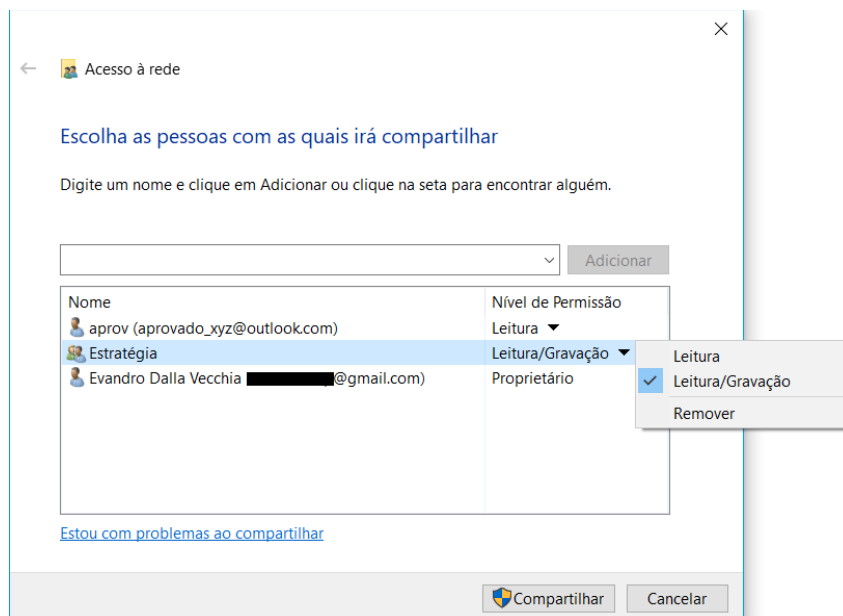 Acesso à rede
Escolha as pessoas com as quais irá compartilhar
Digite um nome e clique em Adicionar ou clique na seta para encontrar alguém.
Adicionar
Nome Nível de Permissão
aprov (aprovado_xyz@outlook.com) Leitura
Estratégia Leitura/Gravação
Evandro Dalla Vecchia @gmail.com) Proprietário
Leitura
Leitura/Gravação
Remover
Estou com problemas ao compartilhar
Compartilhar Cancelar